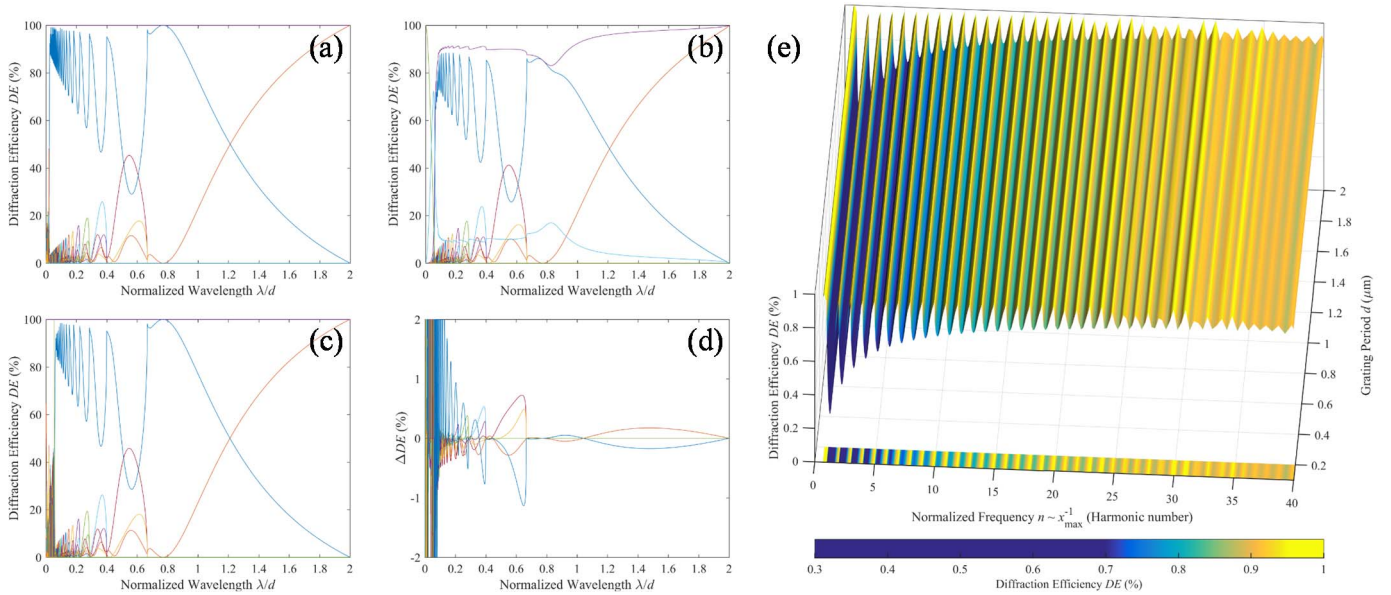 (a)
Diffraction Efficiency DE (%)
100
80
60
40
20
0
0 0.2 0.4 0.6 0.8 1 1.2 1.4 1.6 1.8 2
Normalized Wavelength λ/d
(b)
Diffraction Efficiency DE (%)
100
80
60
40
20
0
0 0.2 0.4 0.6 0.8 1 1.2 1.4 1.6 1.8 2
Normalized Wavelength λ/d
(c)
Diffraction Efficiency DE (%)
100
80
60
40
20
0
0 0.2 0.4 0.6 0.8 1 1.2 1.4 1.6 1.8 2
Normalized Wavelength λ/d
(d)
ΔDE (%)
2
1
0
-1
-2
0 0.2 0.4 0.6 0.8 1 1.2 1.4 1.6 1.8 2
Normalized Wavelength λ/d
(e)
Diffraction Efficiency DE (%)
1
0.8
0.6
0.4
0.2
0
0 5 10 15 20 25 30 35 40
Normalized Frequency n ~ x⁻¹max (Harmonic number)
2
1.8
1.6
1.4
1.2
1
0.8
0.6
0.4
0.2
Grating Period d (μm)
0.3 0.4 0.5 0.6 0.7 0.8 0.9 1
Diffraction Efficiency DE (%)